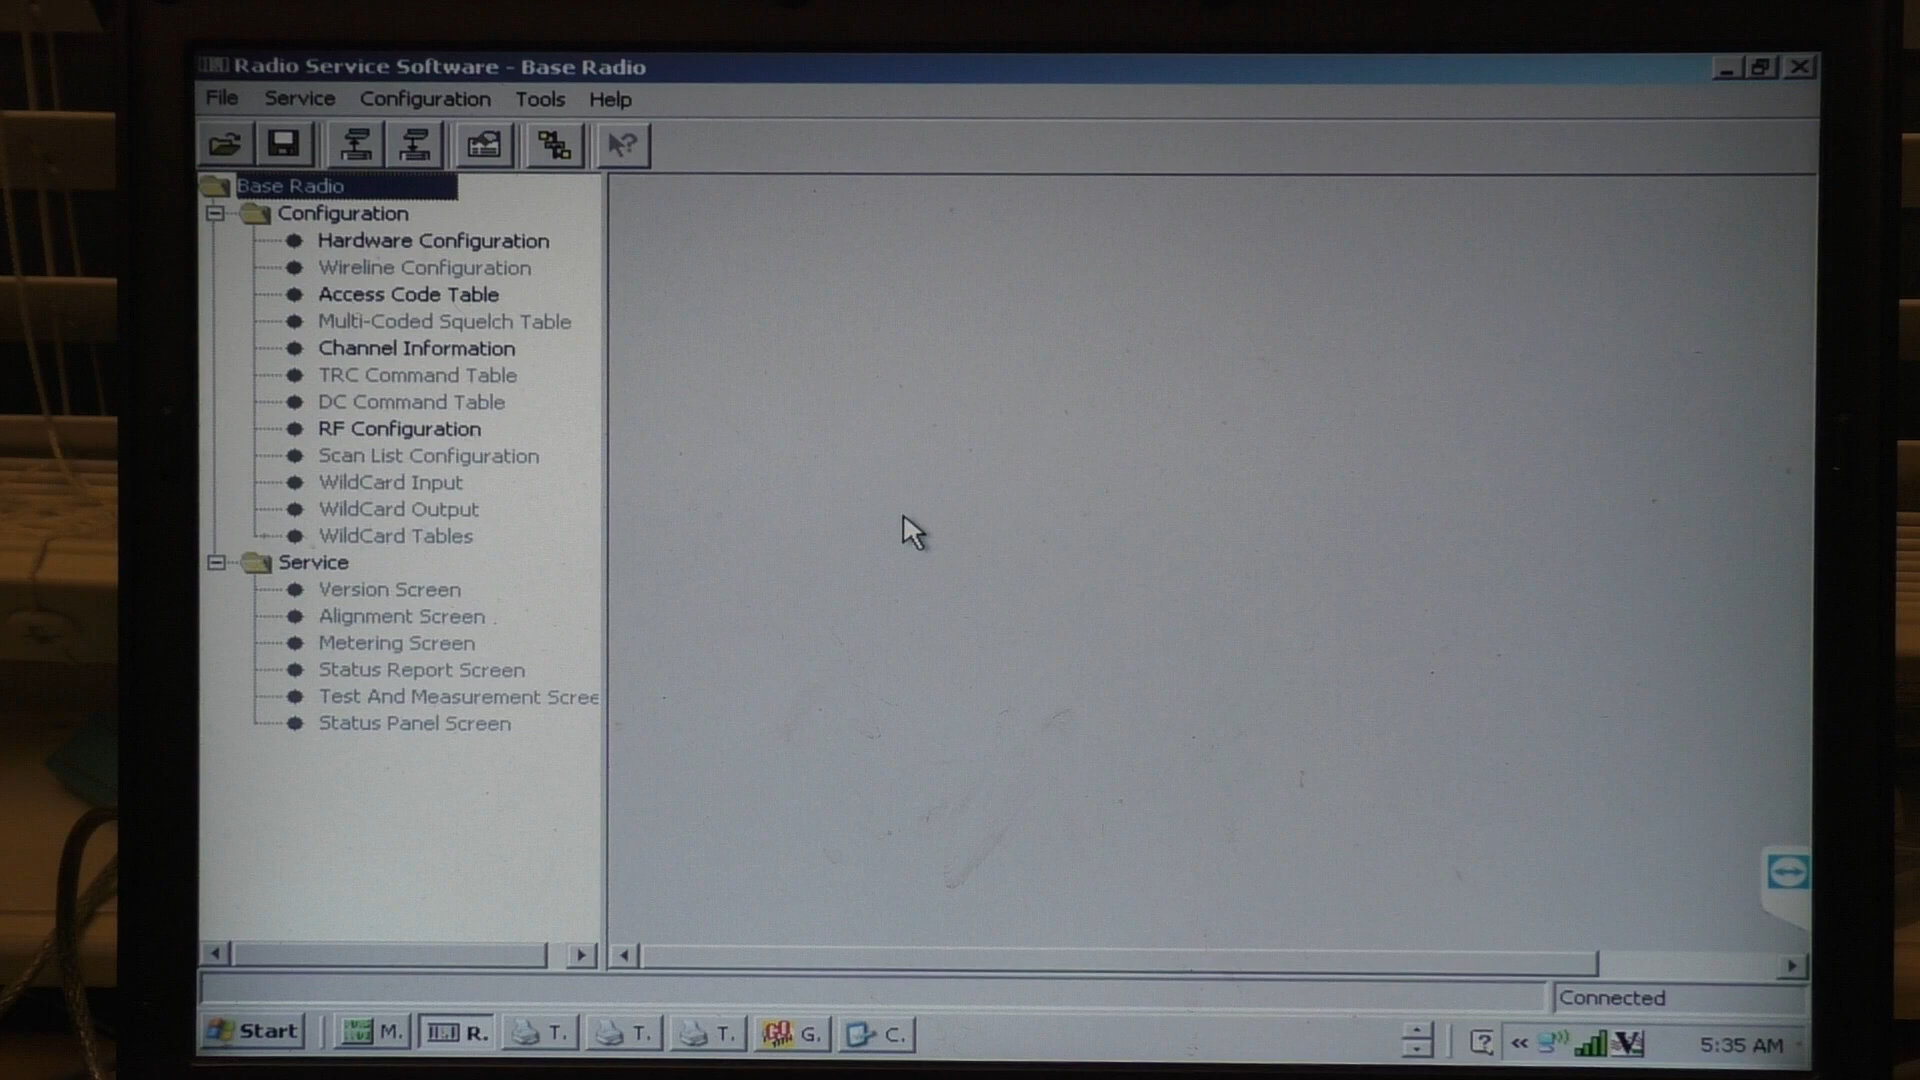 Radio Service Software - Base Radio
File Service Configuration Tools Help
Base Radio
Configuration
Hardware Configuration
Wireline Configuration
Access Code Table
Multi-Coded Squelch Table
Channel Information
TRC Command Table
DC Command Table
RF Configuration
Scan List Configuration
WildCard Input
WildCard Output
WildCard Tables
Service
Version Screen
Alignment Screen
Metering Screen
Status Report Screen
Test And Measurement Scree
Status Panel Screen
Connected
Start M. R. T. T. T. G. C. 5:35 AM